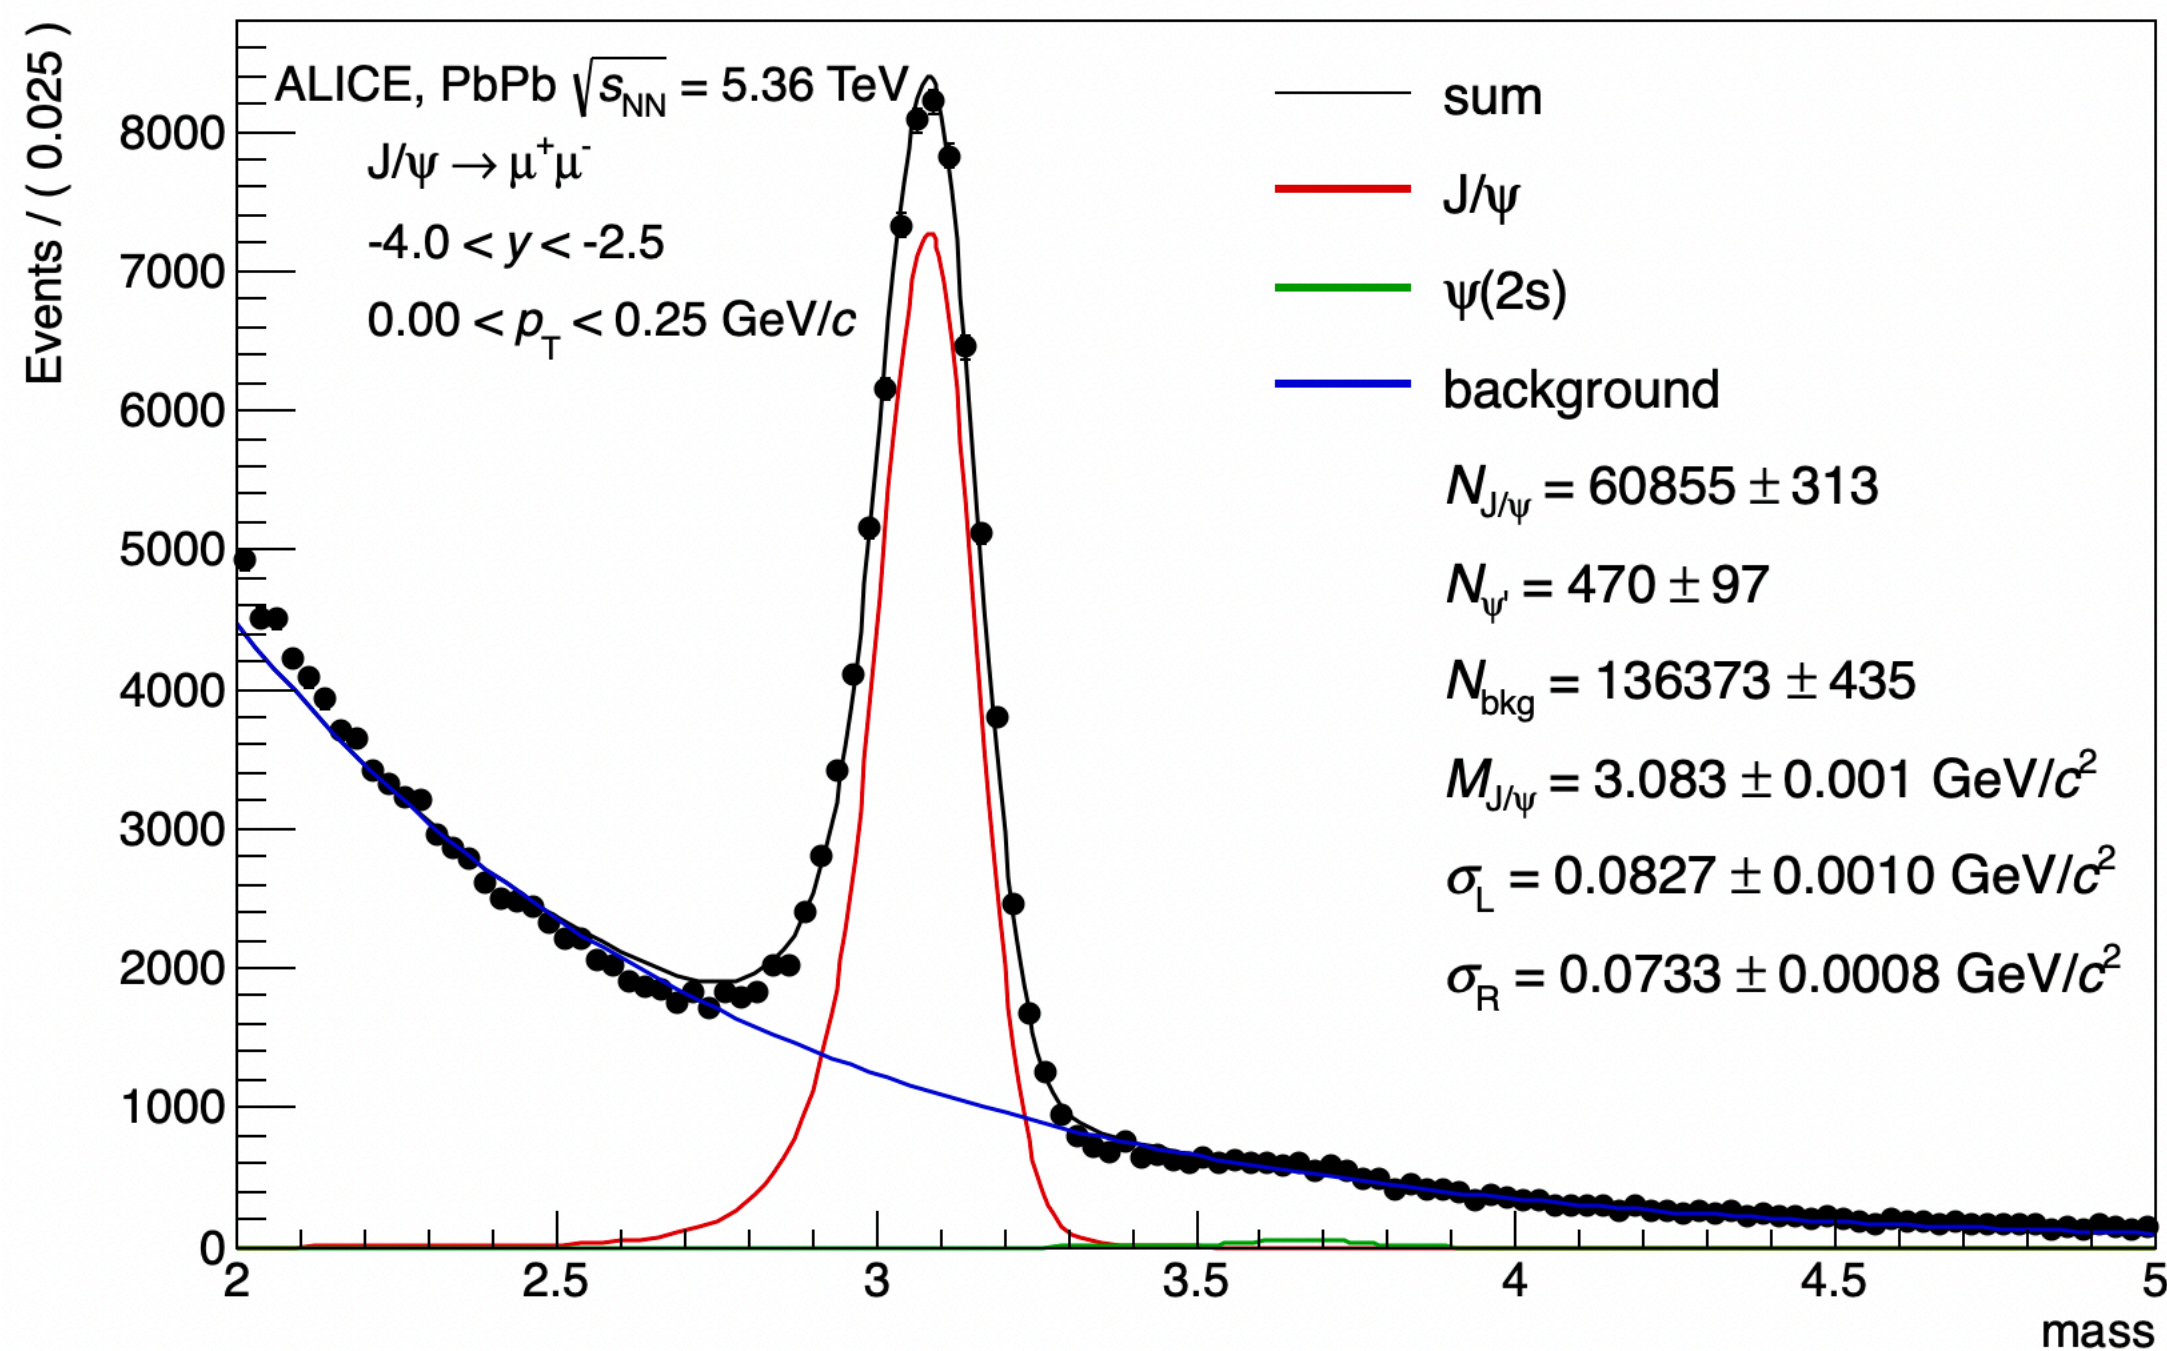 Events / ( 0.025 )
ALICE, PbPb √sNN = 5.36 TeV
J/ψ → μ⁺μ⁻
-4.0 < y < -2.5
0.00 < pT < 0.25 GeV/c
sum
J/ψ
ψ(2s)
background
NJ/ψ = 60855 ± 313
Nψ' = 470 ± 97
Nbkg = 136373 ± 435
MJ/ψ = 3.083 ± 0.001 GeV/c²
σL = 0.0827 ± 0.0010 GeV/c²
σR = 0.0733 ± 0.0008 GeV/c²
8000
7000
6000
5000
4000
3000
2000
1000
0
2 2.5 3 3.5 4 4.5 5
mass